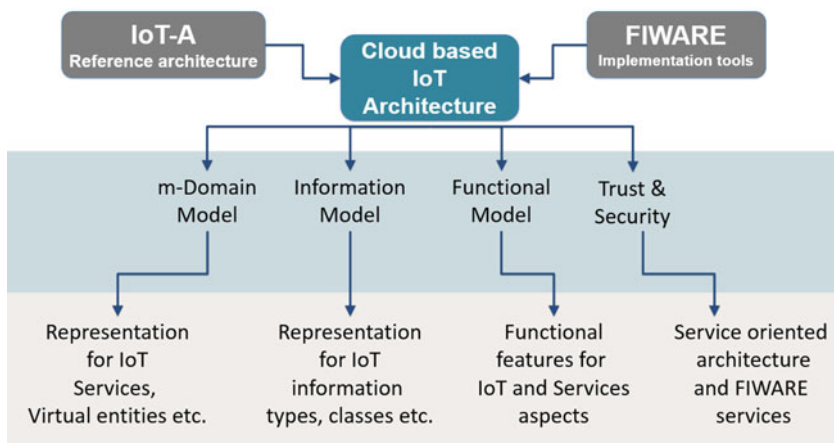 IoT-A
Reference architecture
Cloud based
IoT
Architecture
FIWARE
Implementation tools
m-Domain
Model
Information
Model
Functional
Model
Trust &
Security
Representation
for IoT
Services,
Virtual entities etc.
Representation
for IoT
information
types, classes etc.
Functional
features for
IoT and Services
aspects
Service oriented
architecture
and FIWARE
services